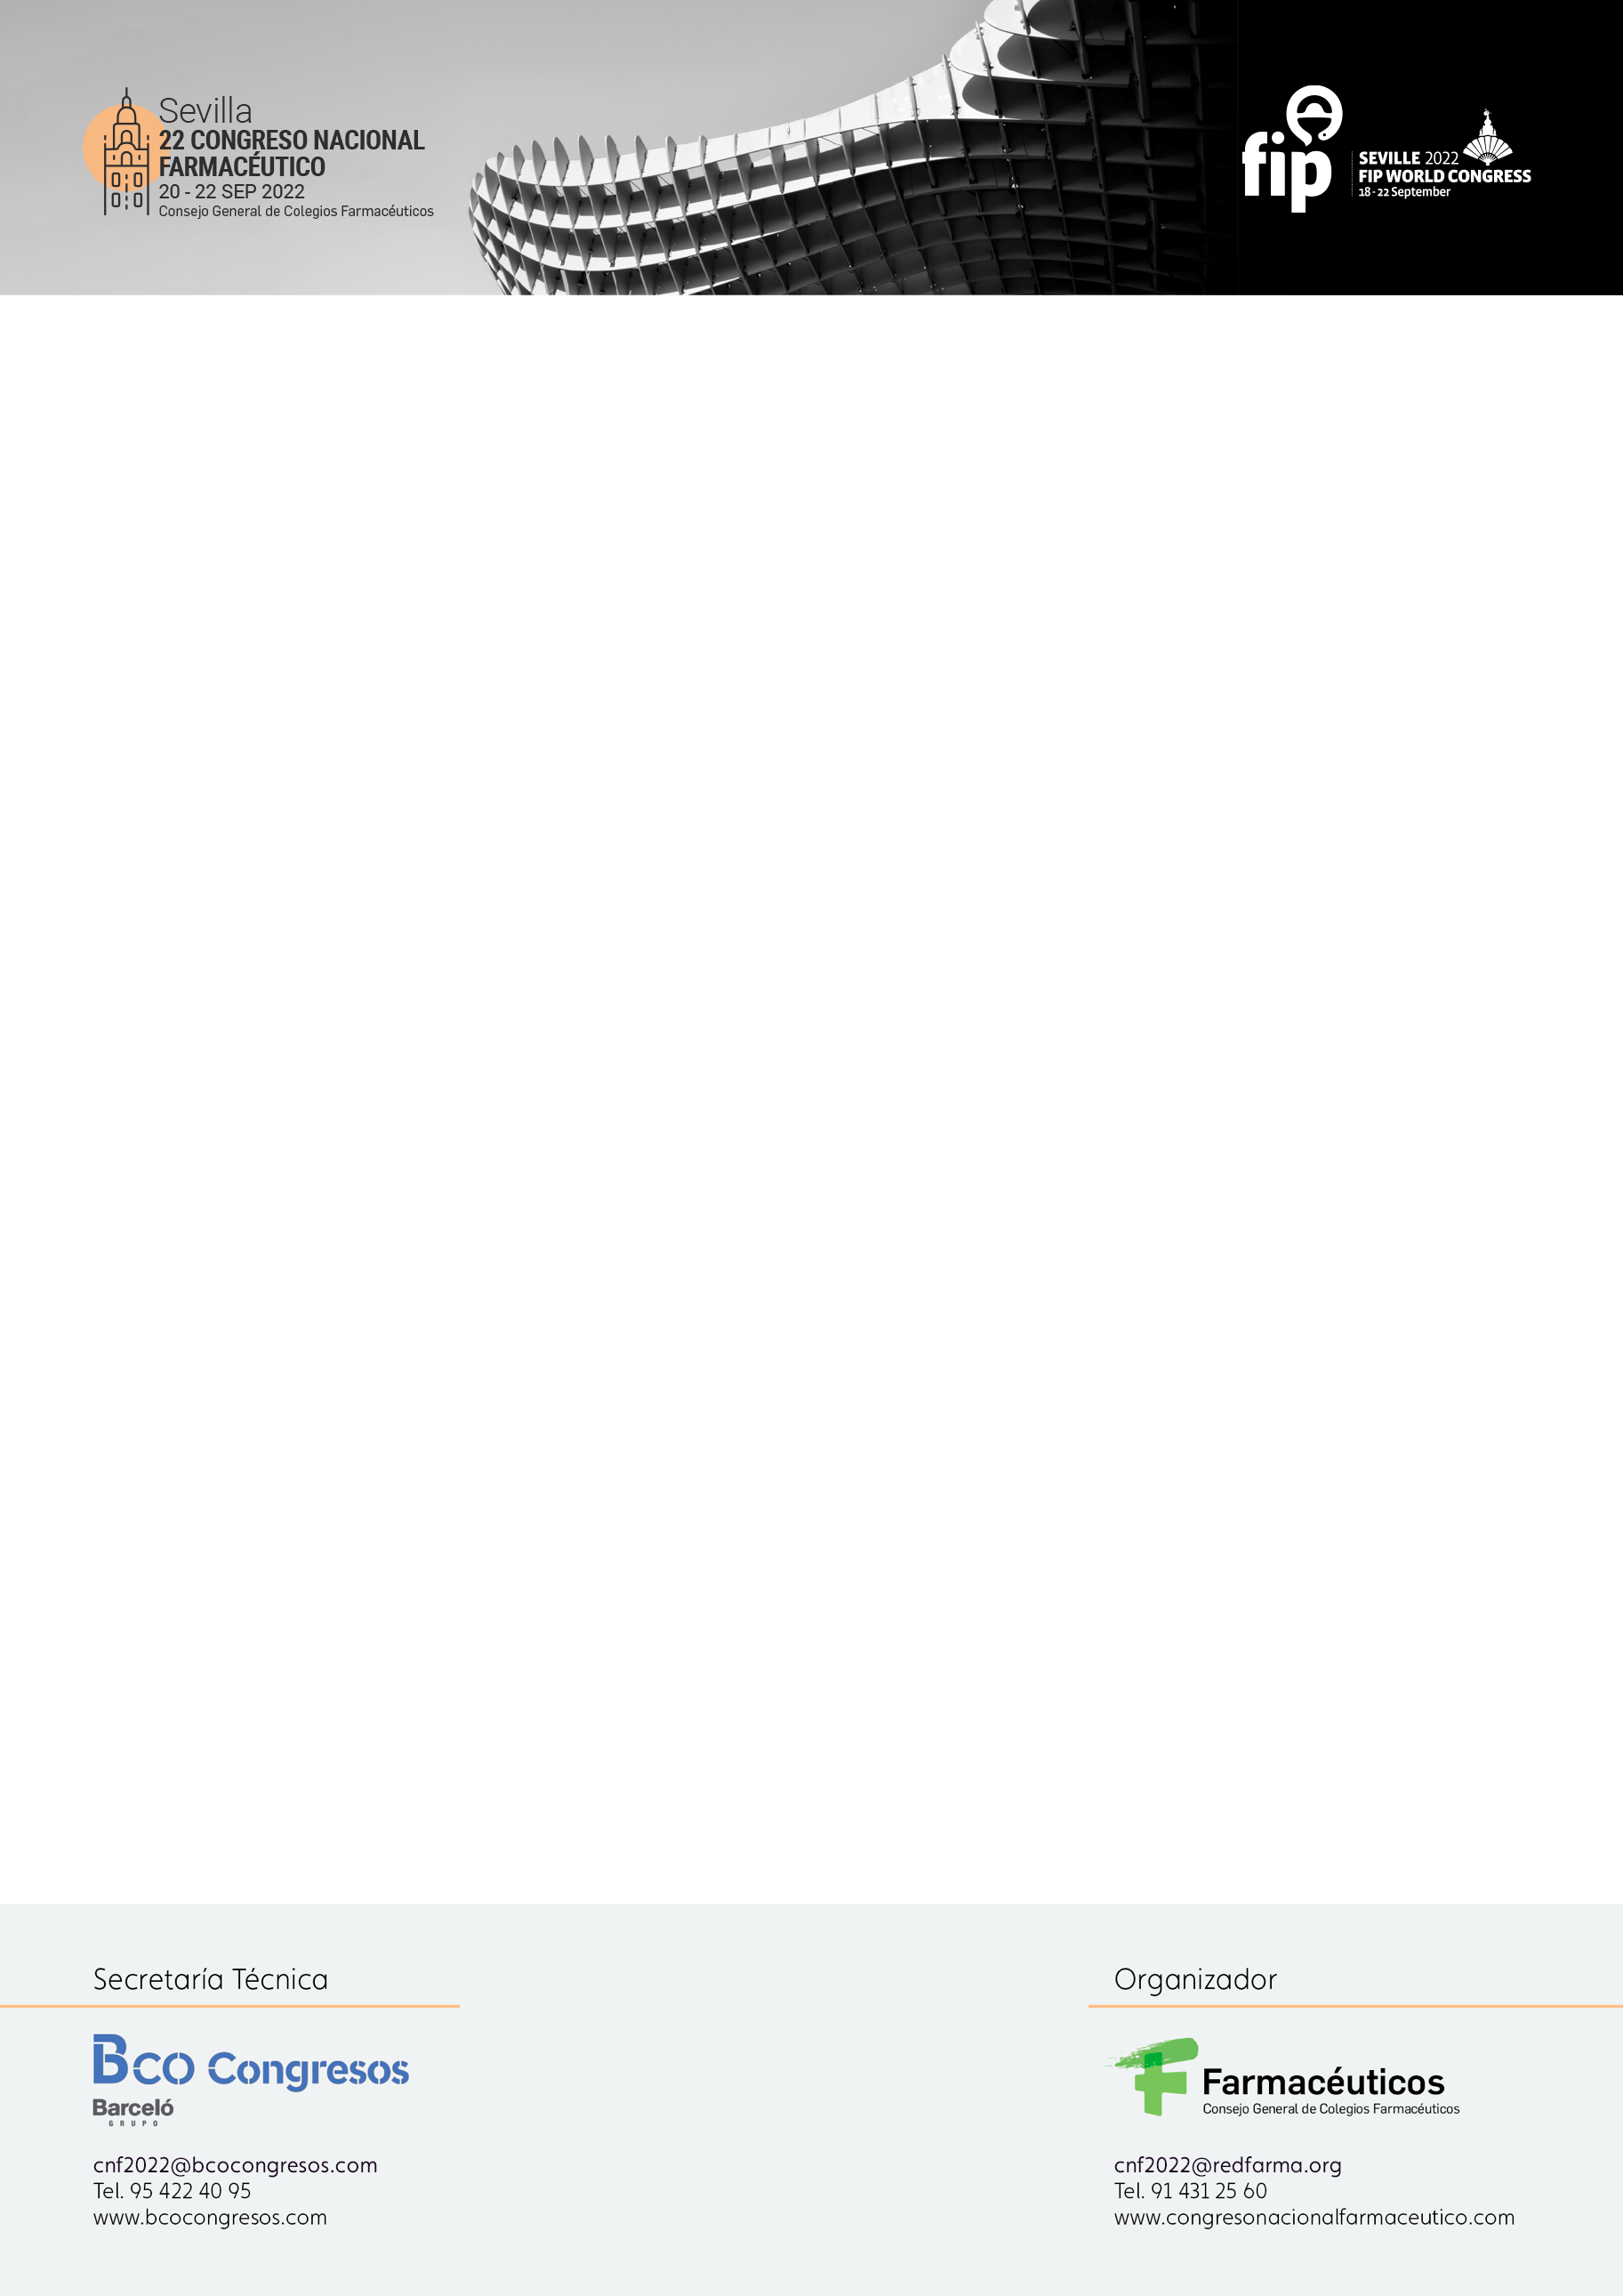 Sevilla
22 CONGRESO NACIONAL
FARMACÉUTICO
20 - 22 SEP 2022
Consejo General de Colegios Farmacéuticos
fip
SEVILLE 2022
FIP WORLD CONGRESS
18 - 22 September
Secretaría Técnica
Bco Congresos
Barceló
GRUPO
cnf2022@bcocongresos.com
Tel. 95 422 40 95
www.bcocongresos.com
Organizador
Farmacéuticos
Consejo General de Colegios Farmacéuticos
cnf2022@redfarma.org
Tel. 91 431 25 60
www.congresonacionalfarmaceutico.com